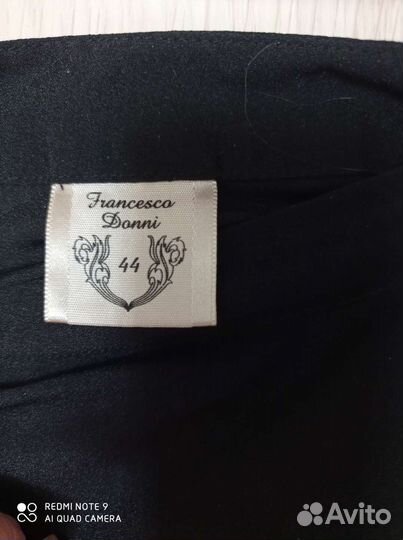 Francesco
Donni
44
REDMI NOTE 9
AI QUAD CAMERA
Avito